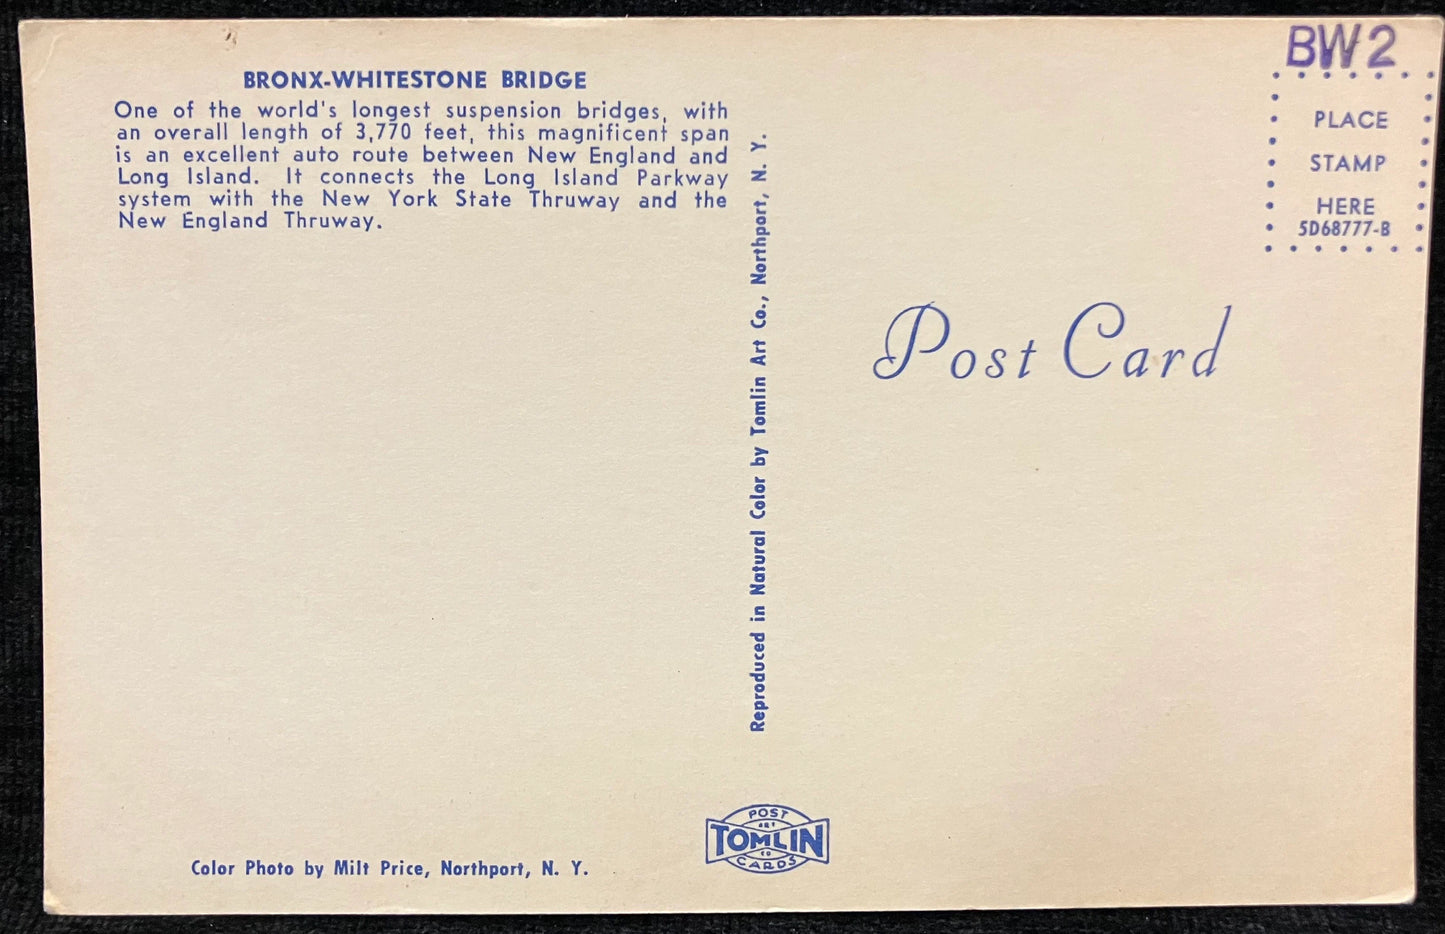 BW2
BRONX-WHITESTONE BRIDGE
One of the world's longest suspension bridges, with
an overall length of 3,770 feet, this magnificent span
is an excellent auto route between New England and
Long Island. It connects the Long Island Parkway
system with the New York State Thruway and the
New England Thruway.
PLACE
STAMP
HERE
5D68777-B
Post Card
Reproduced in Natural Color by Tomlin Art Co., Northport, N. Y.
Color Photo by Milt Price, Northport, N. Y.
POST
ART
TOMLIN
CO
CARDS